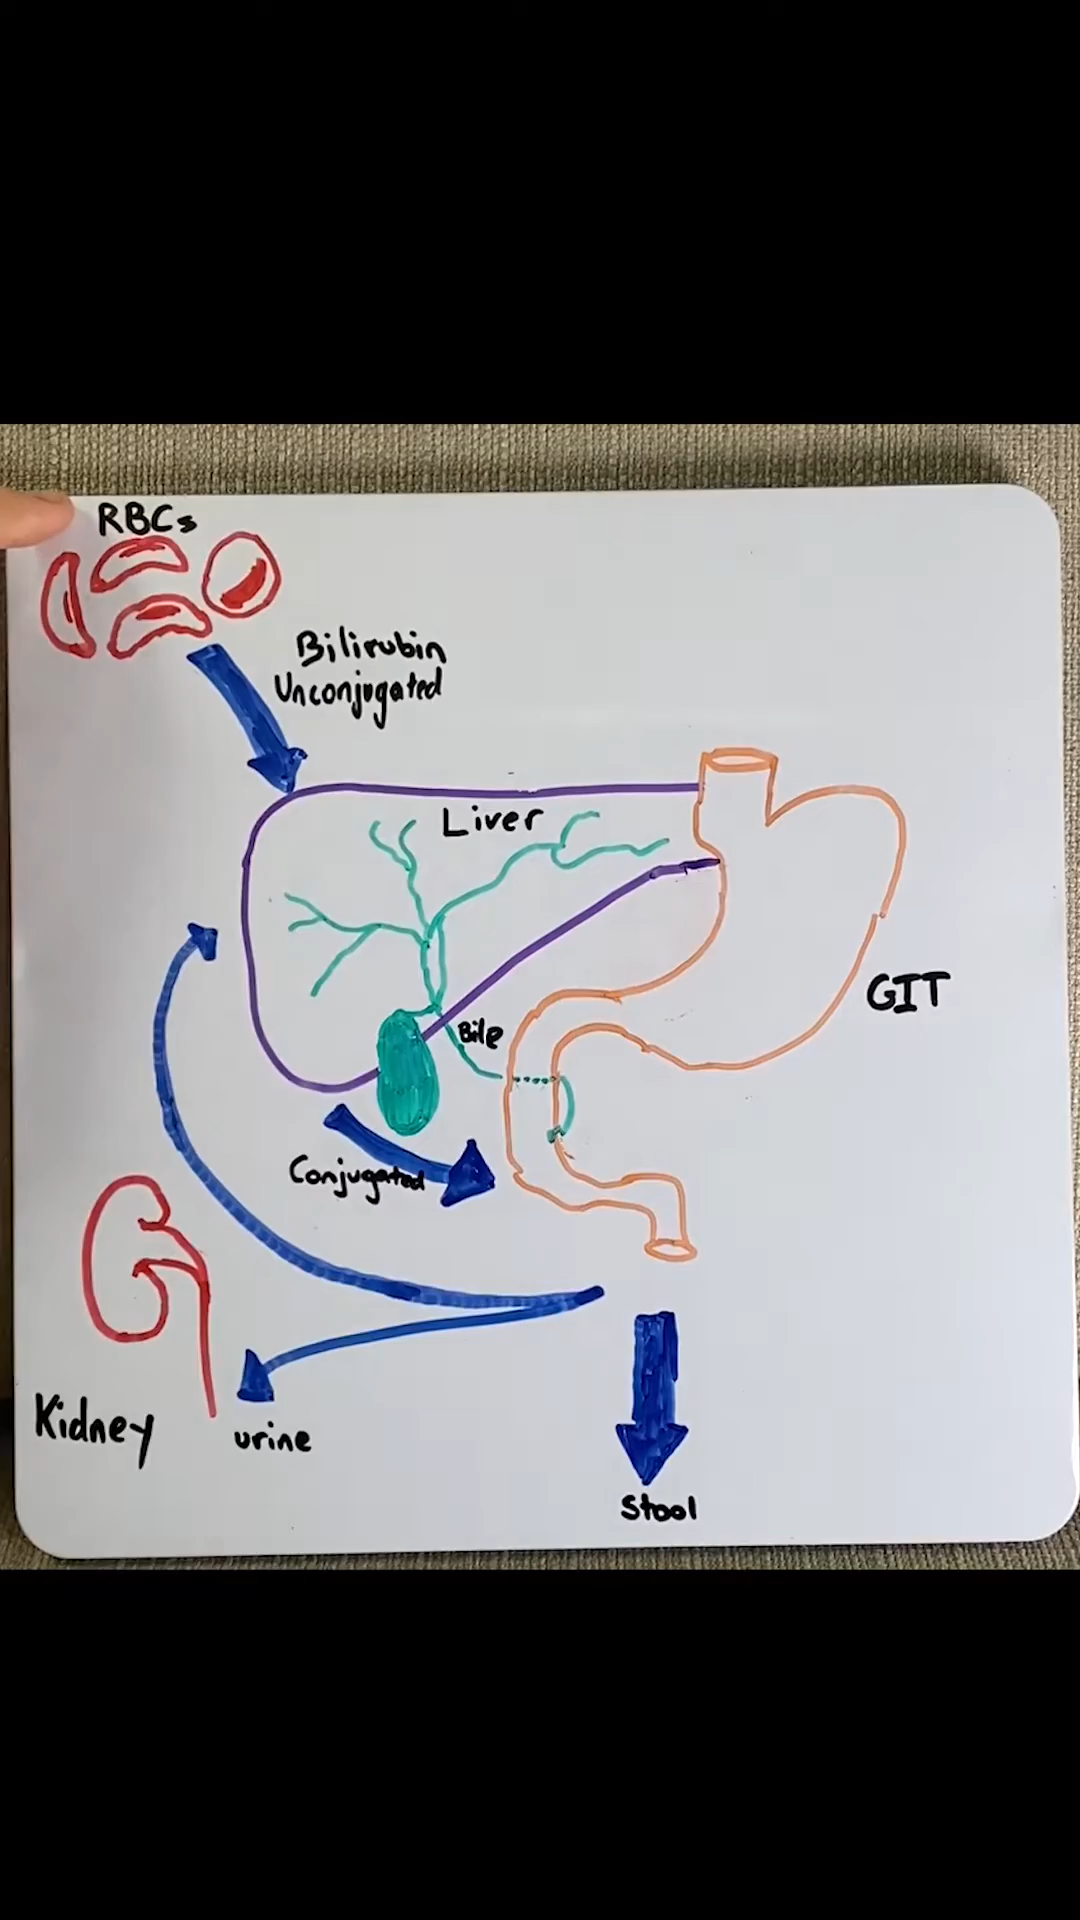 RBCs
Bilirubin
Unconjugated
Liver
GIT
Bile
Conjugated
Kidney
urine
Stool